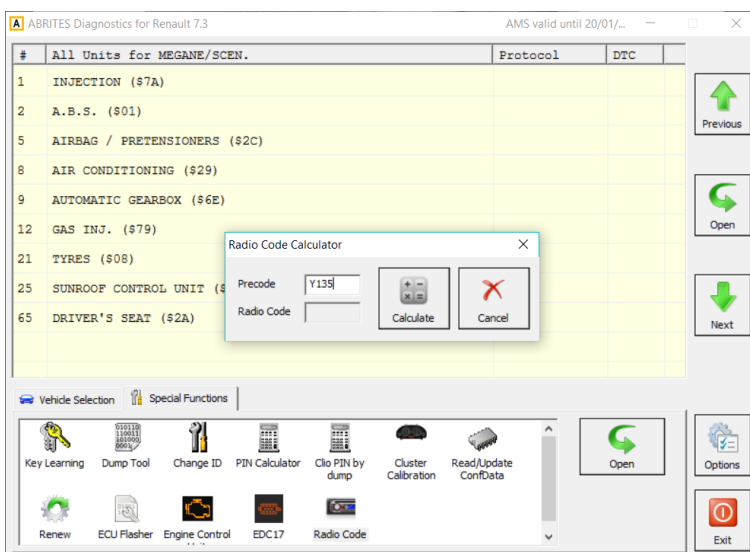 A ABRITES Diagnostics for Renault 7.3 AMS valid until 20/01/...
# All Units for MEGANE/SCEN. Protocol DTC
1 INJECTION ($7A)
2 A.B.S. ($01)
5 AIRBAG / PRETENSIONERS ($2C)
8 AIR CONDITIONING ($29)
9 AUTOMATIC GEARBOX ($6E)
12 GAS INJ. ($79)
21 TYRES ($08)
25 SUNROOF CONTROL UNIT ($
65 DRIVER'S SEAT ($2A)
Previous
Open
Next
Radio Code Calculator
Precode Y135
Radio Code
Calculate Cancel
Vehicle Selection Special Functions
Key Learning Dump Tool Change ID PIN Calculator Clio PIN by dump Cluster Calibration Read/Update ConfData
Renew ECU Flasher Engine Control EDC17 Radio Code
Open
Options
Exit